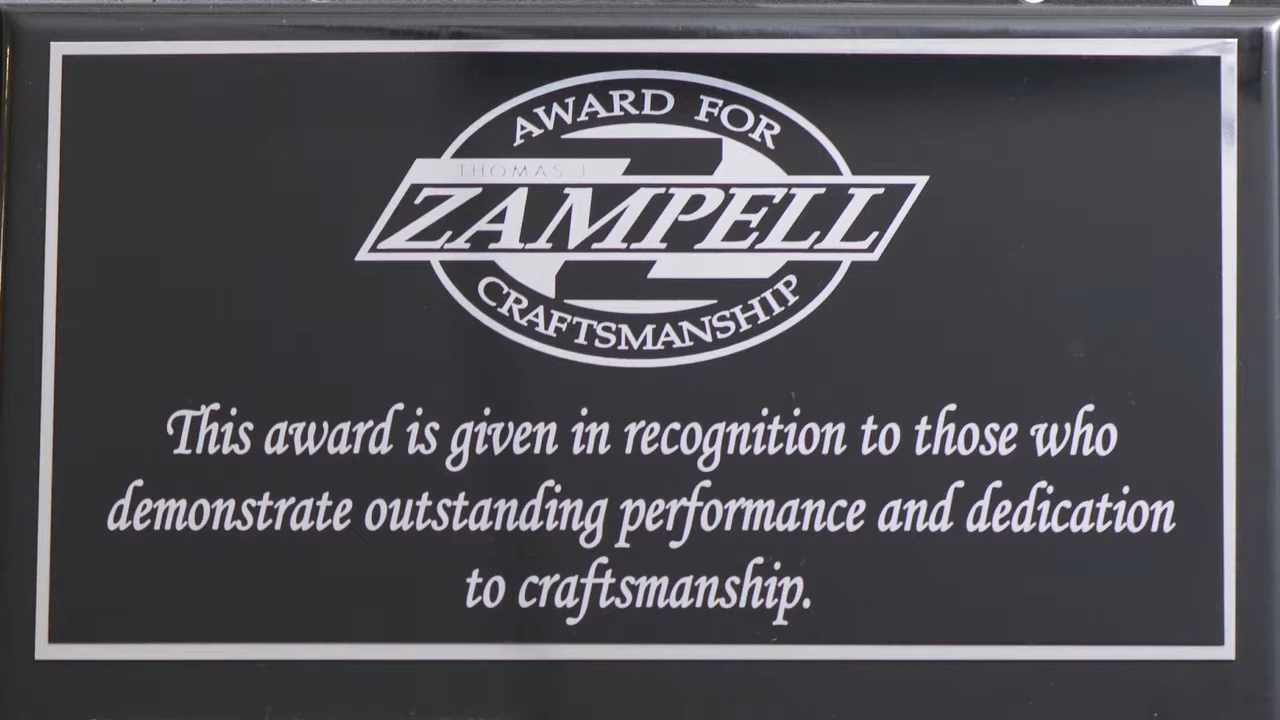 AWARD FOR
THOMAS J.
ZAMPELL
CRAFTSMANSHIP
This award is given in recognition to those who
demonstrate outstanding performance and dedication
to craftsmanship.